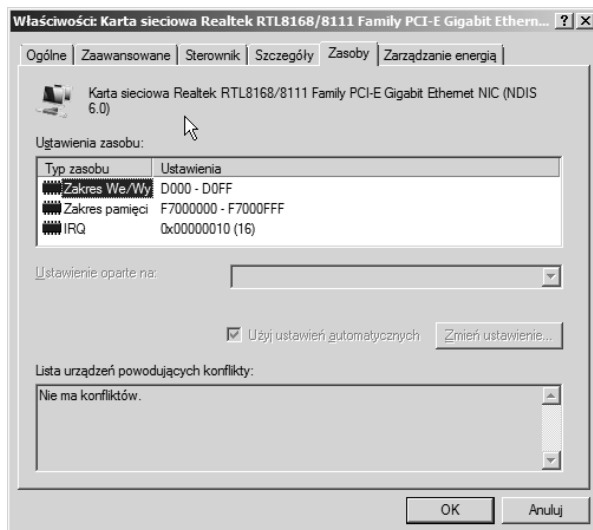 Właściwości: Karta sieciowa Realtek RTL8168/8111 Family PCI-E Gigabit Ethern...
Ogólne Zaawansowane Sterownik Szczegóły Zasoby Zarządzanie energią
Karta sieciowa Realtek RTL8168/8111 Family PCI-E Gigabit Ethernet NIC (NDIS
6.0)
Ustawienia zasobu:
Typ zasobu Ustawienia
Zakres We/Wy D000 - D0FF
Zakres pamięci F7000000 - F7000FFF
IRQ 0x00000010 (16)
Ustawienie oparte na:
Użyj ustawień automatycznych Zmień ustawienie...
Lista urządzeń powodujących konflikty:
Nie ma konfliktów.
OK Anuluj